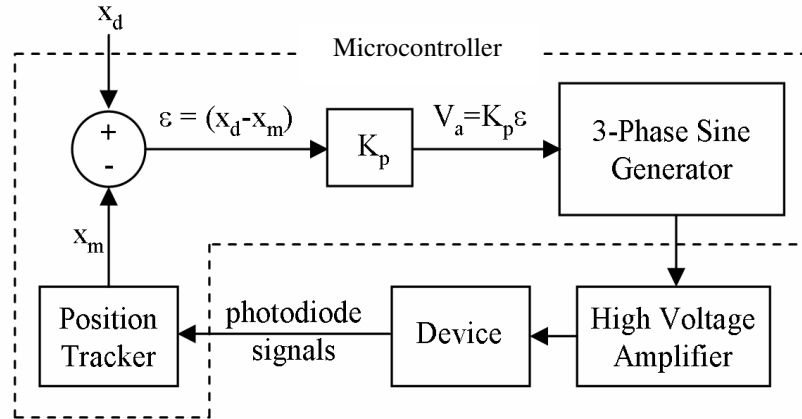 x_d
Microcontroller
+
-
ε = (x_d-x_m)
K_p
V_a=K_pε
3-Phase Sine
Generator
x_m
Position
Tracker
photodiode
signals
Device
High Voltage
Amplifier